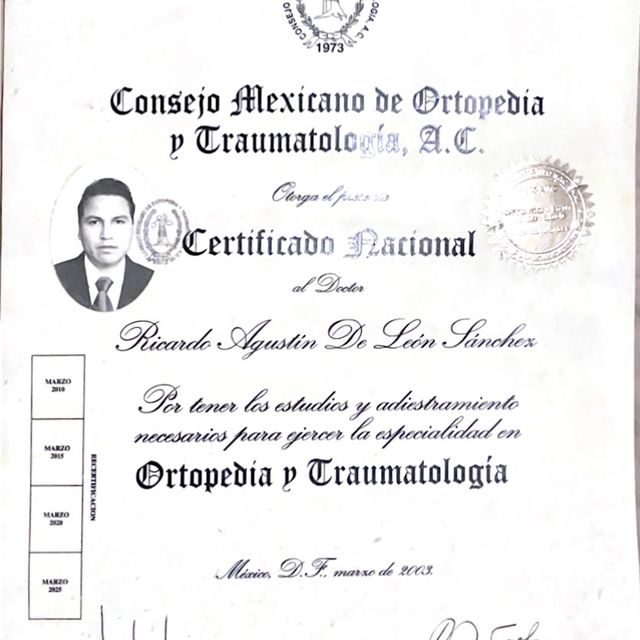 CONSEJO
OGIA, A.C.
1973
Consejo Mexicano de Ortopedia
y Traumatología, A.C.
Otorga el presente
Certificado Nacional
al Doctor
Ricardo Agustín De León Sánchez
Por tener los estudios y adiestramiento
necesarios para ejercer la especialidad en
Ortopedia y Traumatología
México, D.F., marzo de 2003.
MARZO
2010
MARZO
2015
MARZO
2020
MARZO
2025
RECERTIFICACION